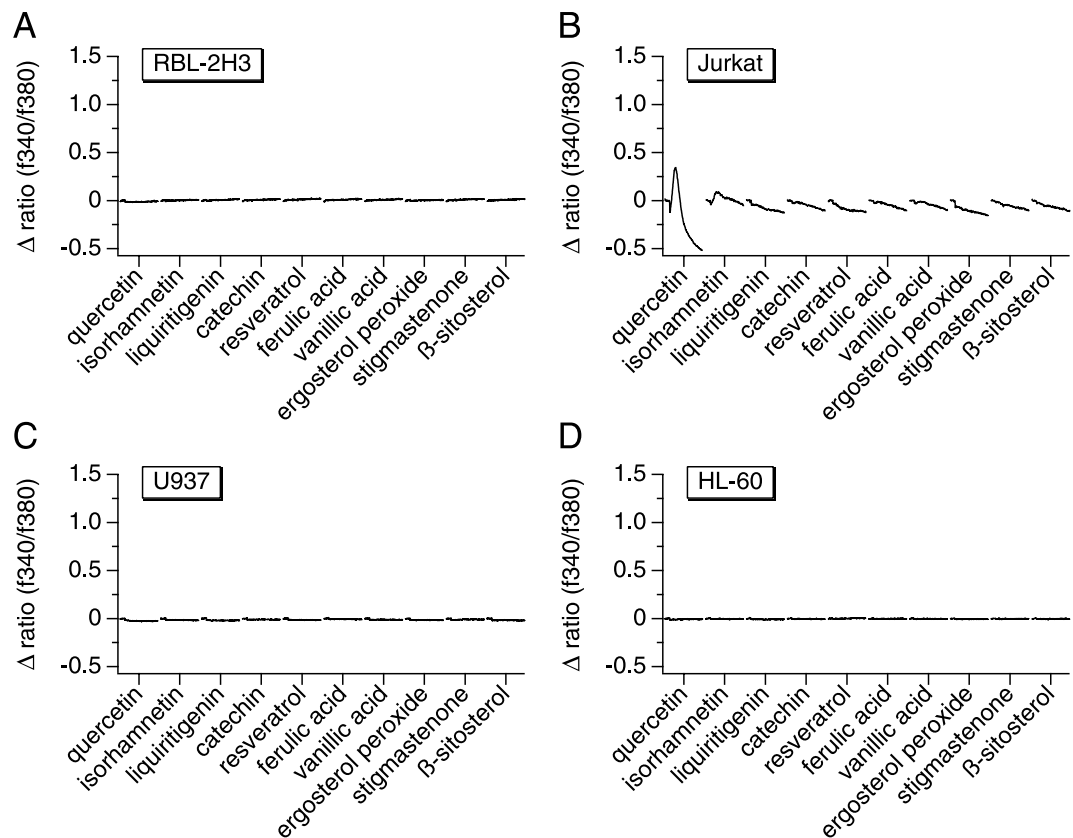 A
RBL-2H3
Δ ratio (f340/f380)
1.5
1.0
0.5
0
-0.5
quercetin
isorhamnetin
liquiritigenin
catechin
resveratrol
ferulic acid
vanillic acid
ergosterol peroxide
stigmastenone
β-sitosterol
B
Jurkat
Δ ratio (f340/f380)
1.5
1.0
0.5
0
-0.5
quercetin
isorhamnetin
liquiritigenin
catechin
resveratrol
ferulic acid
vanillic acid
ergosterol peroxide
stigmastenone
β-sitosterol
C
U937
Δ ratio (f340/f380)
1.5
1.0
0.5
0
-0.5
quercetin
isorhamnetin
liquiritigenin
catechin
resveratrol
ferulic acid
vanillic acid
ergosterol peroxide
stigmastenone
β-sitosterol
D
HL-60
Δ ratio (f340/f380)
1.5
1.0
0.5
0
-0.5
quercetin
isorhamnetin
liquiritigenin
catechin
resveratrol
ferulic acid
vanillic acid
ergosterol peroxide
stigmastenone
β-sitosterol